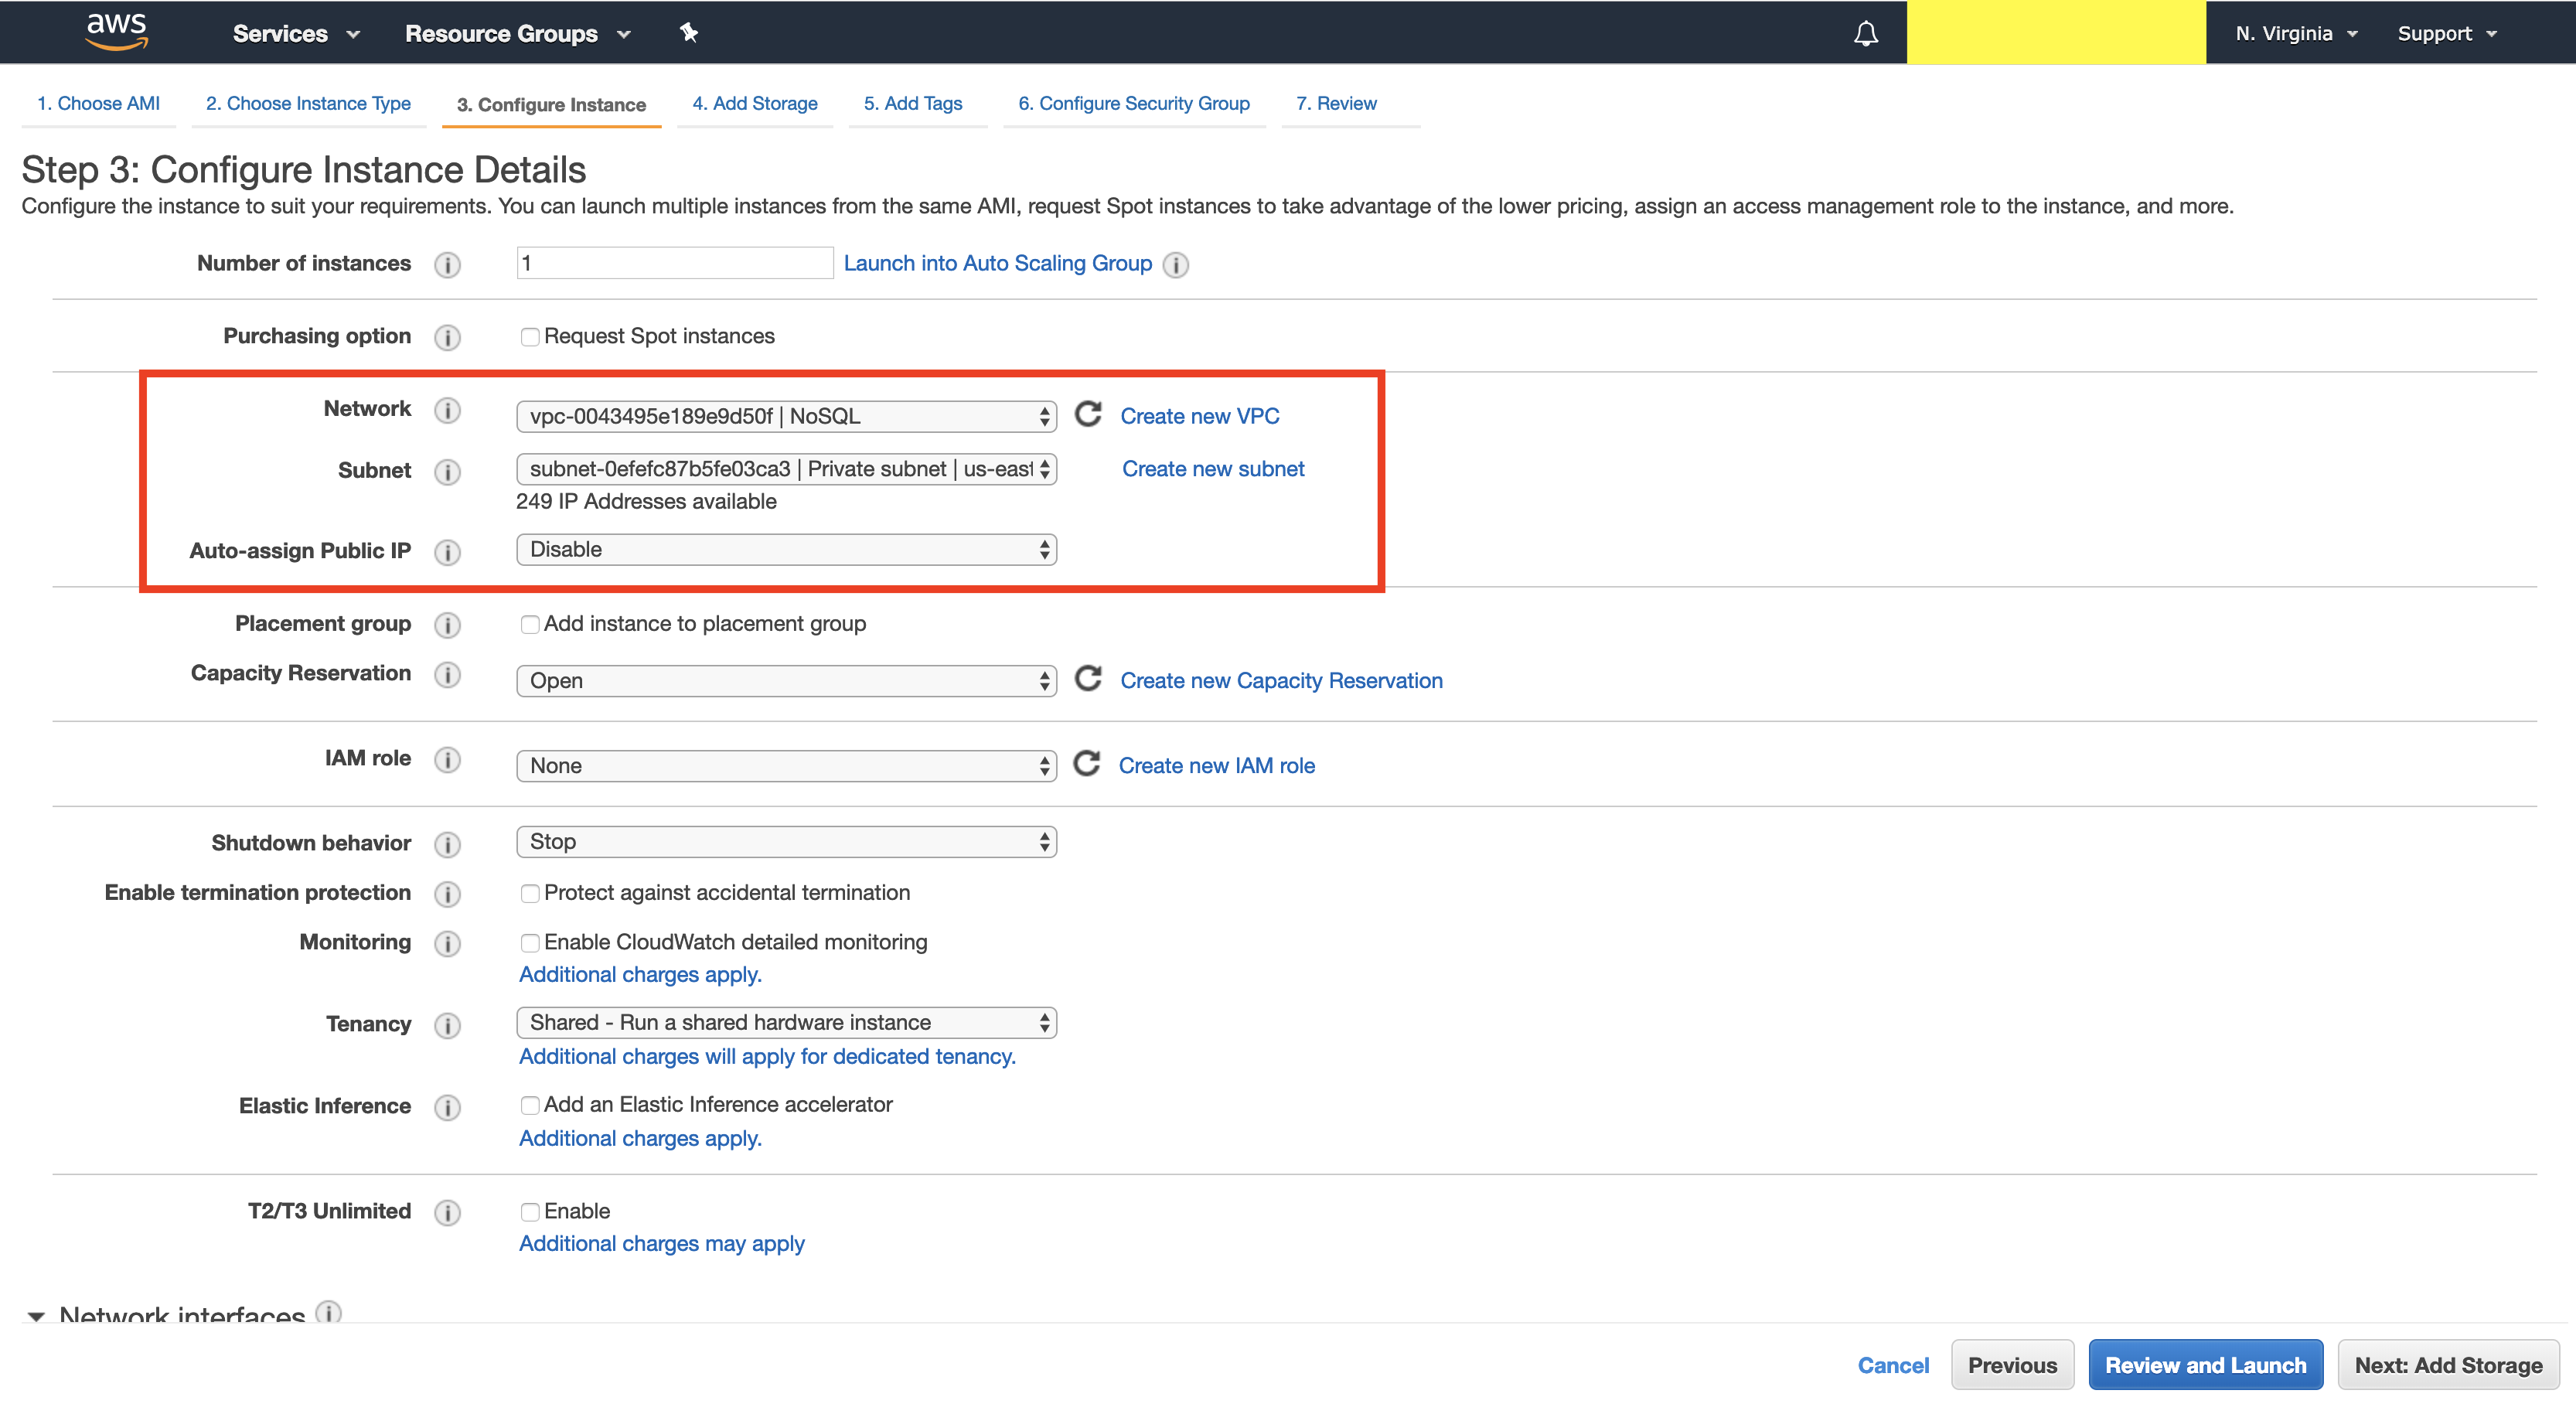 aws Services Resource Groups N. Virginia Support
1. Choose AMI 2. Choose Instance Type 3. Configure Instance 4. Add Storage 5. Add Tags 6. Configure Security Group 7. Review
Step 3: Configure Instance Details
Configure the instance to suit your requirements. You can launch multiple instances from the same AMI, request Spot instances to take advantage of the lower pricing, assign an access management role to the instance, and more.
Number of instances i 1 Launch into Auto Scaling Group i
Purchasing option i Request Spot instances
Network i vpc-0043495e189e9d50f | NoSQL Create new VPC
Subnet i subnet-0efefc87b5fe03ca3 | Private subnet | us-east Create new subnet
249 IP Addresses available
Auto-assign Public IP i Disable
Placement group i Add instance to placement group
Capacity Reservation i Open Create new Capacity Reservation
IAM role i None Create new IAM role
Shutdown behavior i Stop
Enable termination protection i Protect against accidental termination
Monitoring i Enable CloudWatch detailed monitoring
Additional charges apply.
Tenancy i Shared - Run a shared hardware instance
Additional charges will apply for dedicated tenancy.
Elastic Inference i Add an Elastic Inference accelerator
Additional charges apply.
T2/T3 Unlimited i Enable
Additional charges may apply
Network interfaces i
Cancel Previous Review and Launch Next: Add Storage